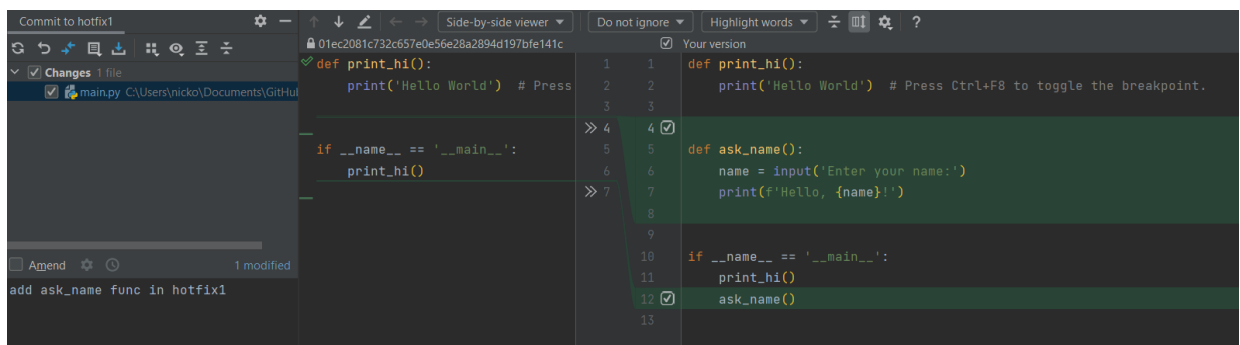 Commit to hotfix1
Side-by-side viewer
Do not ignore
Highlight words
?
01ec2081c732c657e0e56e28a2894d197bfe141c
Your version
Changes 1 file
main.py C:\Users\nicko\Documents\GitHul
Amend
1 modified
add ask_name func in hotfix1
def print_hi():
print('Hello World')  # Press
if __name__ == '__main__':
print_hi()
1 1
2 2
3 3
4 4
5 5
6 6
7 7
8
9
10
11
12
13
def print_hi():
print('Hello World')  # Press Ctrl+F8 to toggle the breakpoint.
def ask_name():
name = input('Enter your name:')
print(f'Hello, {name}!')
if __name__ == '__main__':
print_hi()
ask_name()